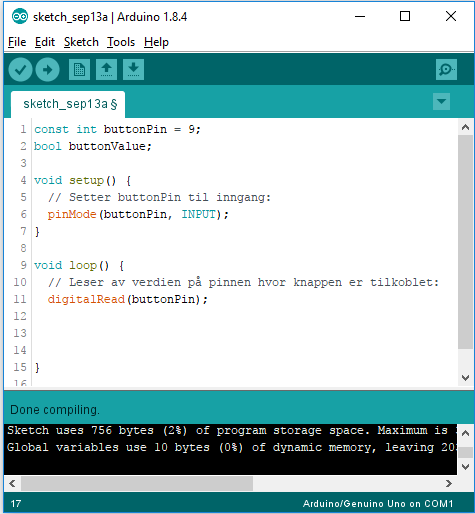 sketch_sep13a | Arduino 1.8.4
File Edit Sketch Tools Help
sketch_sep13a §
1 const int buttonPin = 9;
2 bool buttonValue;
3
4 void setup() {
5 // Setter buttonPin til inngang:
6 pinMode(buttonPin, INPUT);
7 }
8
9 void loop() {
10 // Leser av verdien på pinnen hvor knappen er tilkoblet:
11 digitalRead(buttonPin);
12
13
14
15 }
16
Done compiling.
Sketch uses 756 bytes (2%) of program storage space. Maximum is
Global variables use 10 bytes (0%) of dynamic memory, leaving 20
17 Arduino/Genuino Uno on COM1